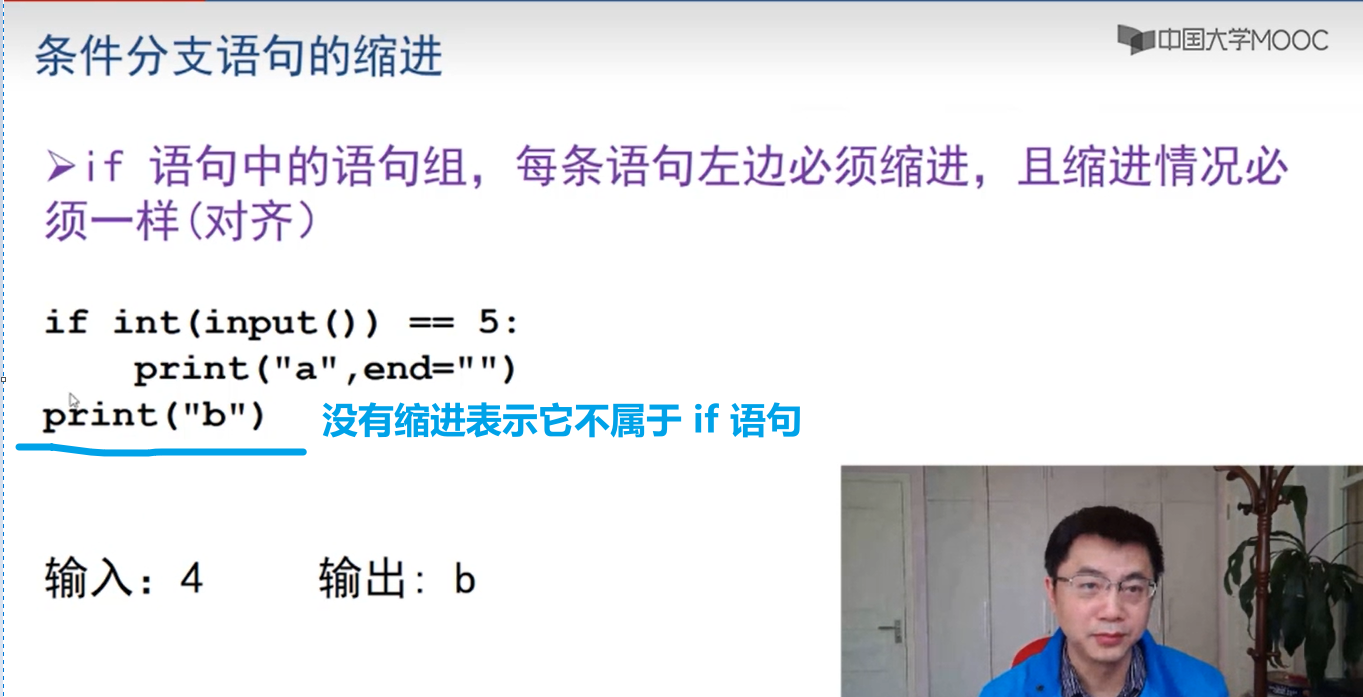 条件分支语句的缩进
中国大学MOOC
➢if 语句中的语句组，每条语句左边必须缩进，且缩进情况必
须一样(对齐）
if int(input()) == 5:
    print("a",end="")
print("b")
没有缩进表示它不属于 if 语句
输入：4 输出: b